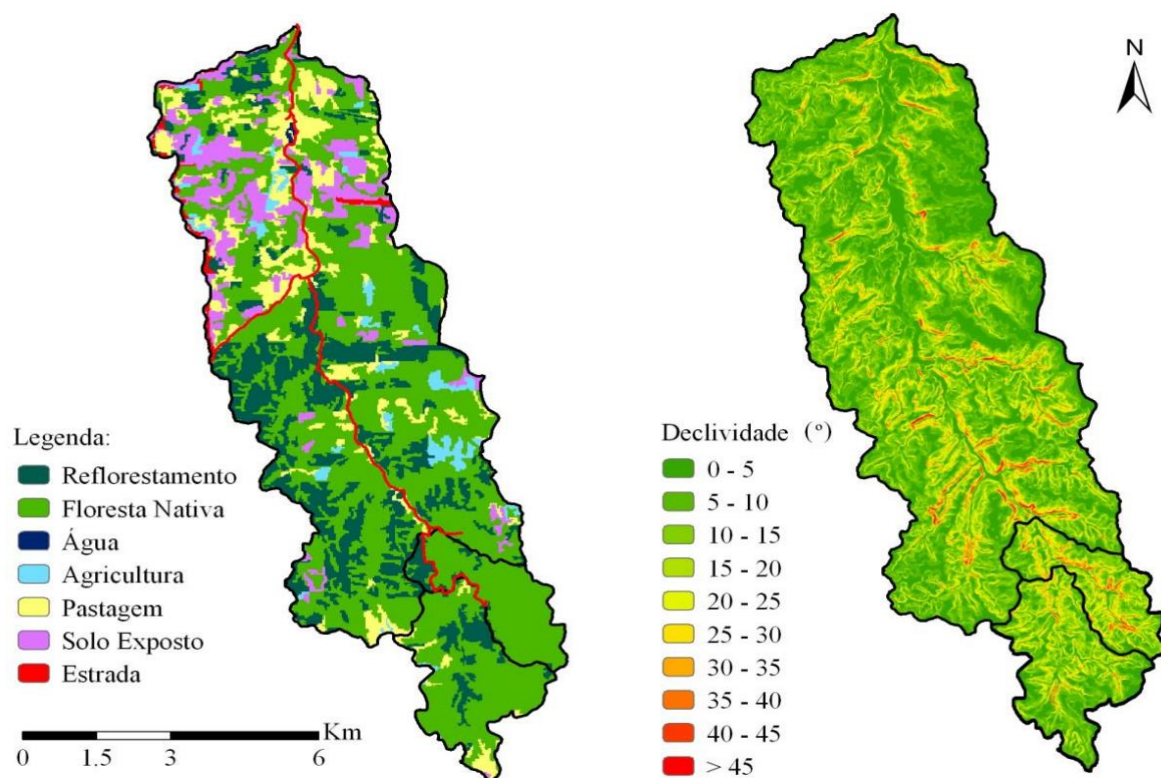 N
Legenda:
Reflorestamento
Floresta Nativa
Água
Agricultura
Pastagem
Solo Exposto
Estrada
Km
0 1.5 3 6
Declividade (º)
0 - 5
5 - 10
10 - 15
15 - 20
20 - 25
25 - 30
30 - 35
35 - 40
40 - 45
> 45